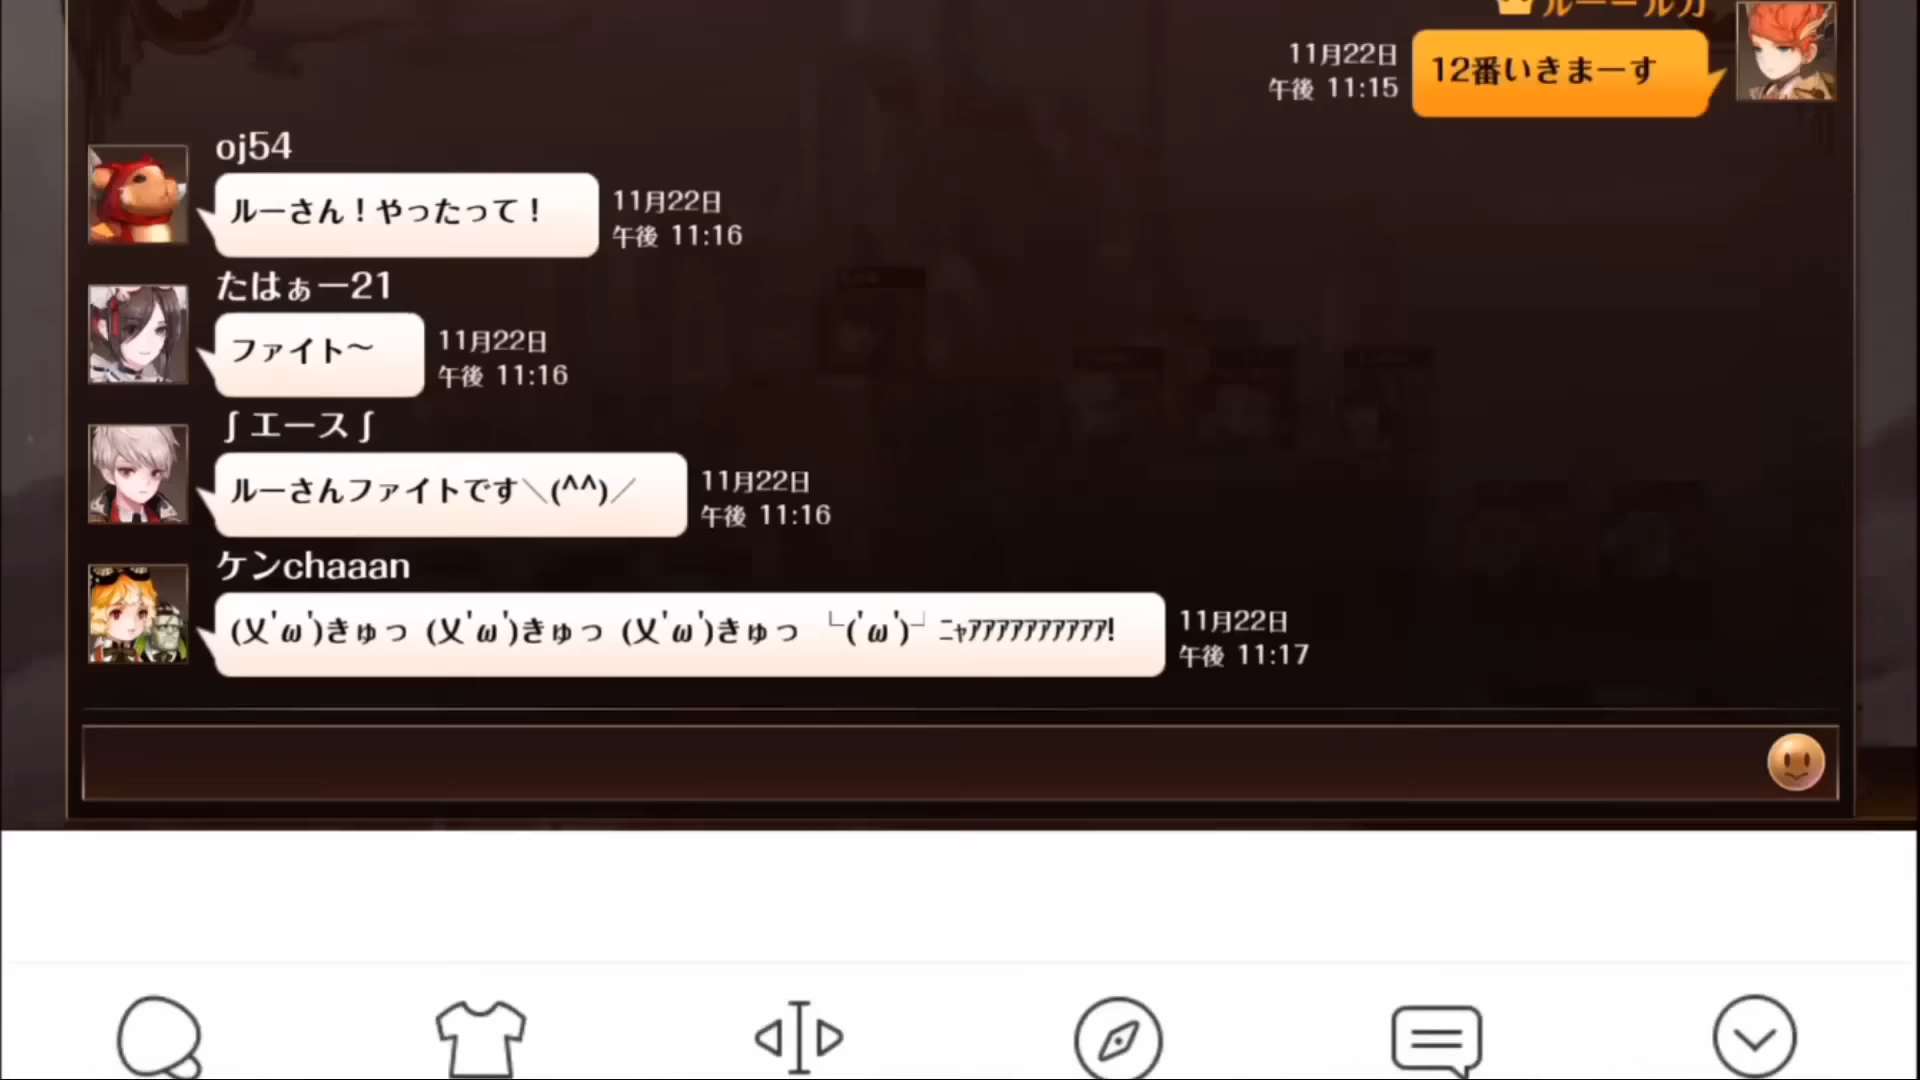 11月22日
午後 11:15
12番いきまーす
oj54
ルーさん！やったって！
11月22日
午後 11:16
たはぁー21
ファイト～
11月22日
午後 11:16
∫エース∫
ルーさんファイトです＼(^^)／
11月22日
午後 11:16
ケンchaaan
(乂'ω')きゅっ (乂'ω')きゅっ (乂'ω')きゅっ └('ω')┘ﾆｬｱｱｱｱｱｱｱｱｱｱ!
11月22日
午後 11:17